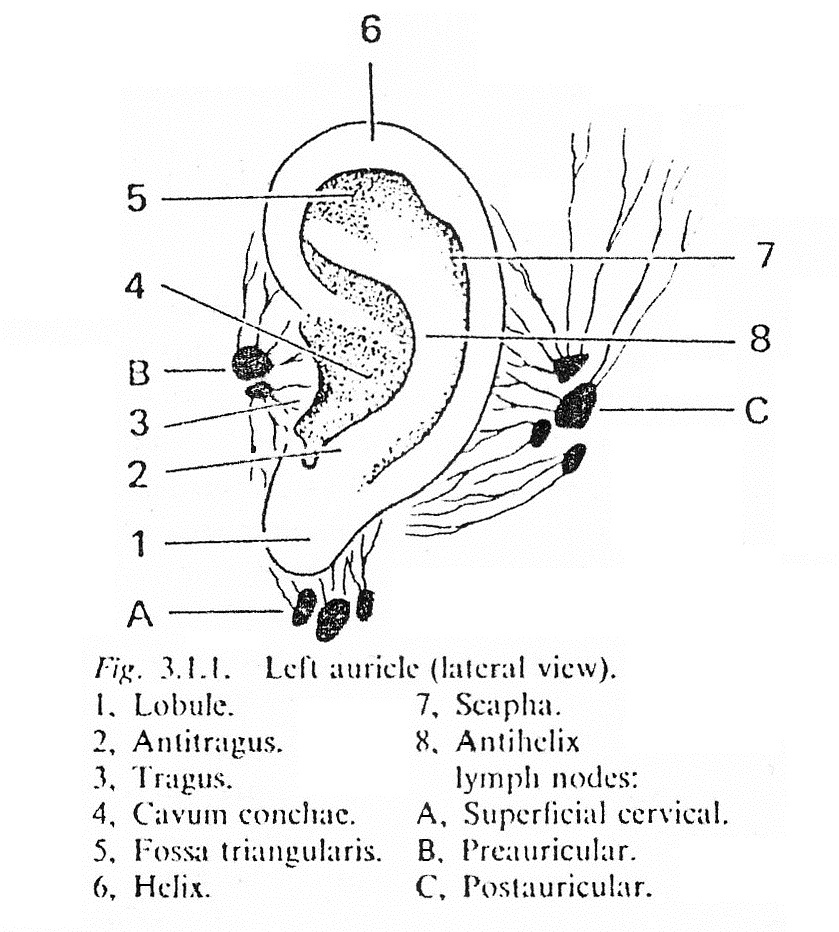 6
5
7
4
8
B
C
3
2
1
A
Fig. 3.1.1. Left auricle (lateral view).
1, Lobule.
2, Antitragus.
3, Tragus.
4, Cavum conchae.
5, Fossa triangularis.
6, Helix.
7, Scapha.
8, Antihelix
lymph nodes:
A, Superficial cervical.
B, Preauricular.
C, Postauricular.